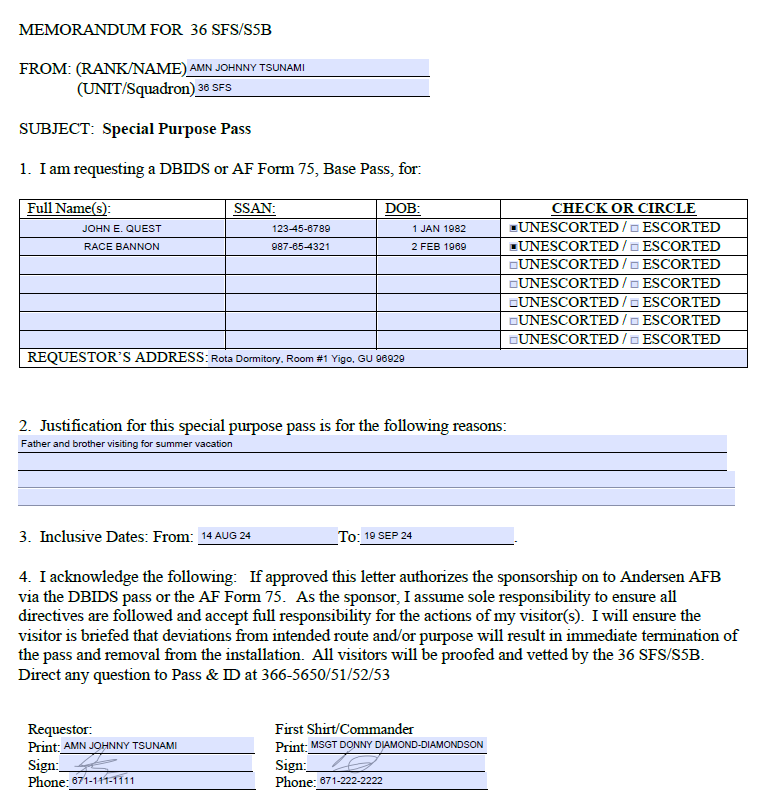 MEMORANDUM FOR 36 SFS/S5B
FROM: (RANK/NAME) AMN JOHNNY TSUNAMI
(UNIT/Squadron) 36 SFS
SUBJECT: Special Purpose Pass
1. I am requesting a DBIDS or AF Form 75, Base Pass, for:
Full Name(s): SSAN: DOB: CHECK OR CIRCLE
JOHN E. QUEST 123-45-6789 1 JAN 1982 UNESCORTED / ESCORTED
RACE BANNON 987-65-4321 2 FEB 1969 UNESCORTED / ESCORTED
UNESCORTED / ESCORTED
UNESCORTED / ESCORTED
UNESCORTED / ESCORTED
UNESCORTED / ESCORTED
UNESCORTED / ESCORTED
REQUESTOR'S ADDRESS: Rota Dormitory, Room #1 Yigo, GU 96929
2. Justification for this special purpose pass is for the following reasons:
Father and brother visiting for summer vacation
3. Inclusive Dates: From: 14 AUG 24 To: 19 SEP 24.
4. I acknowledge the following: If approved this letter authorizes the sponsorship on to Andersen AFB
via the DBIDS pass or the AF Form 75. As the sponsor, I assume sole responsibility to ensure all
directives are followed and accept full responsibility for the actions of my visitor(s). I will ensure the
visitor is briefed that deviations from intended route and/or purpose will result in immediate termination of
the pass and removal from the installation. All visitors will be proofed and vetted by the 36 SFS/S5B.
Direct any question to Pass & ID at 366-5650/51/52/53
Requestor:
Print: AMN JOHNNY TSUNAMI
Sign:
Phone: 671-111-1111
First Shirt/Commander
Print: MSGT DONNY DIAMOND-DIAMONDSON
Sign:
Phone: 671-222-2222